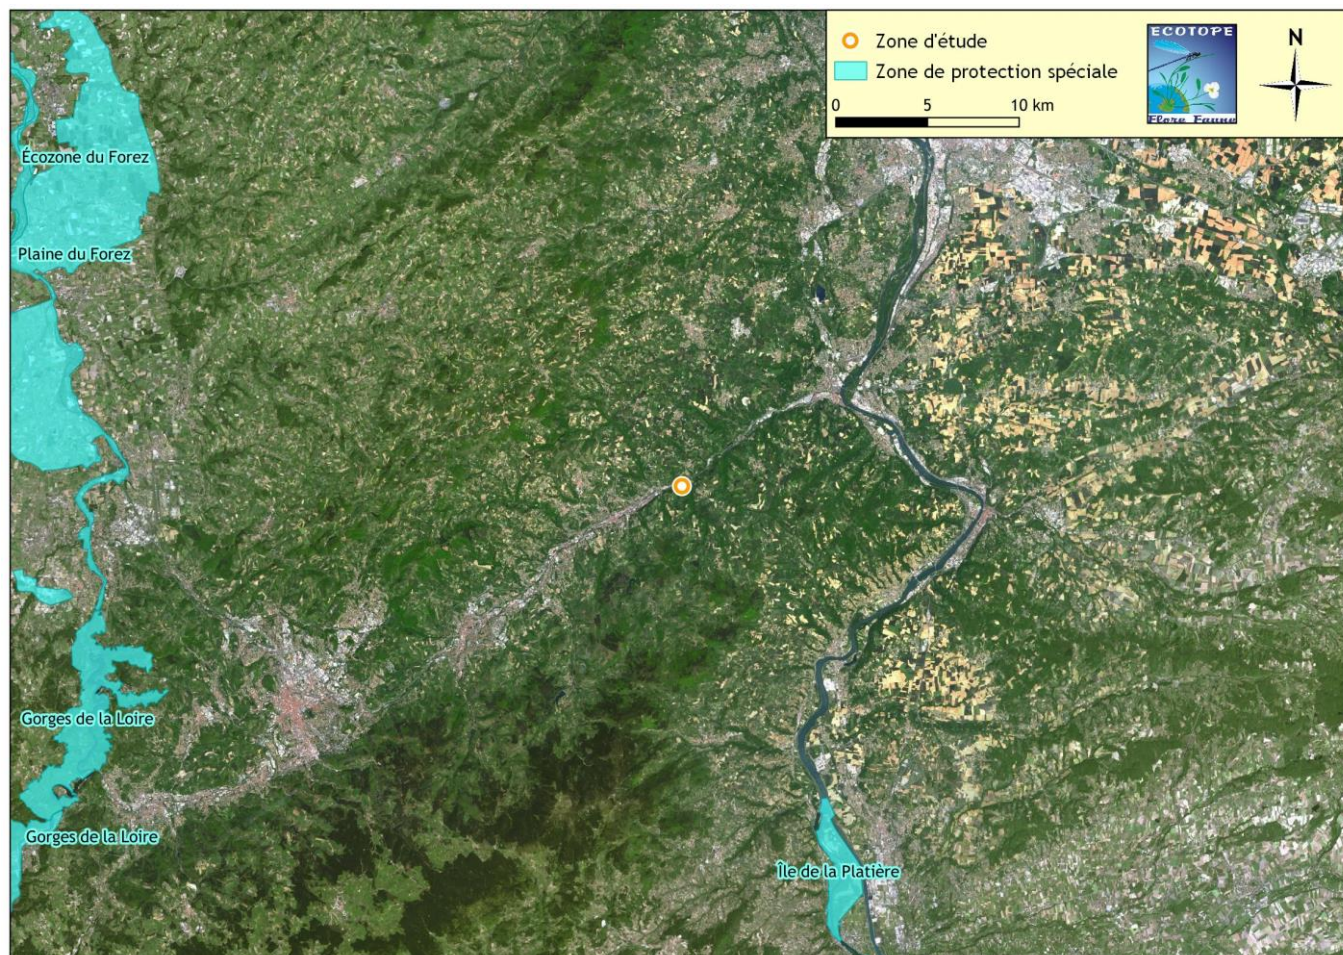 Zone d'étude
Zone de protection spéciale
0 5 10 km
ECOTOPE
Flore Faune
N
Écozone du Forez
Plaine du Forez
Gorges de la Loire
Gorges de la Loire
Île de la Platière